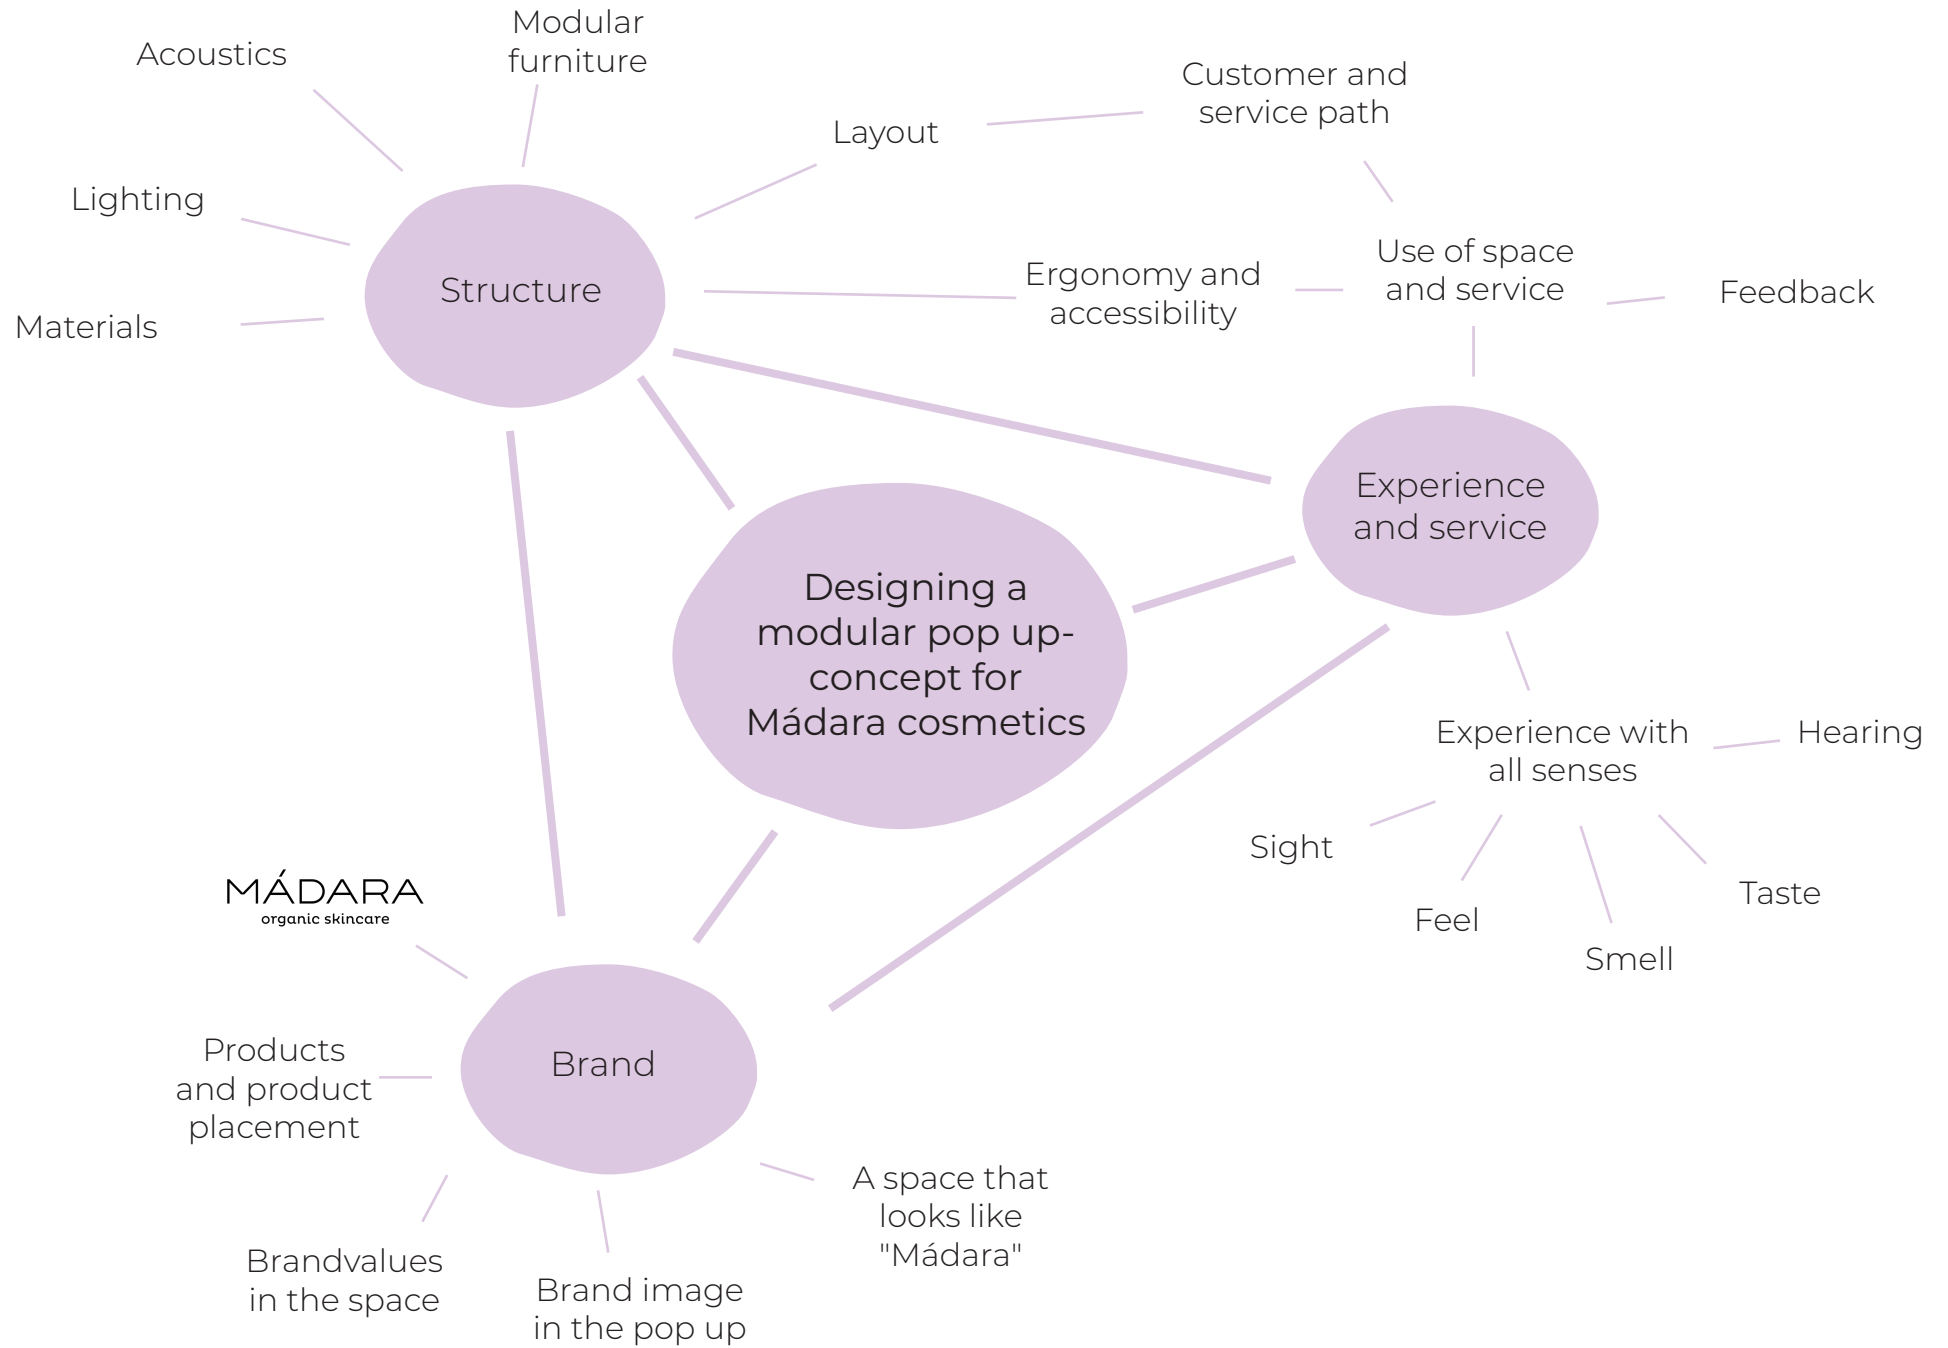 Modular
furniture
Acoustics
Customer and
service path
Layout
Lighting
Structure
Ergonomy and
accessibility
Use of space
and service
Feedback
Materials
Experience
and service
Designing a
modular pop up-
concept for
Mádara cosmetics
Experience with
all senses
Hearing
Sight
Feel
Smell
Taste
MÁDARA
organic skincare
Brand
Products
and product
placement
A space that
looks like
"Mádara"
Brandvalues
in the space
Brand image
in the pop up